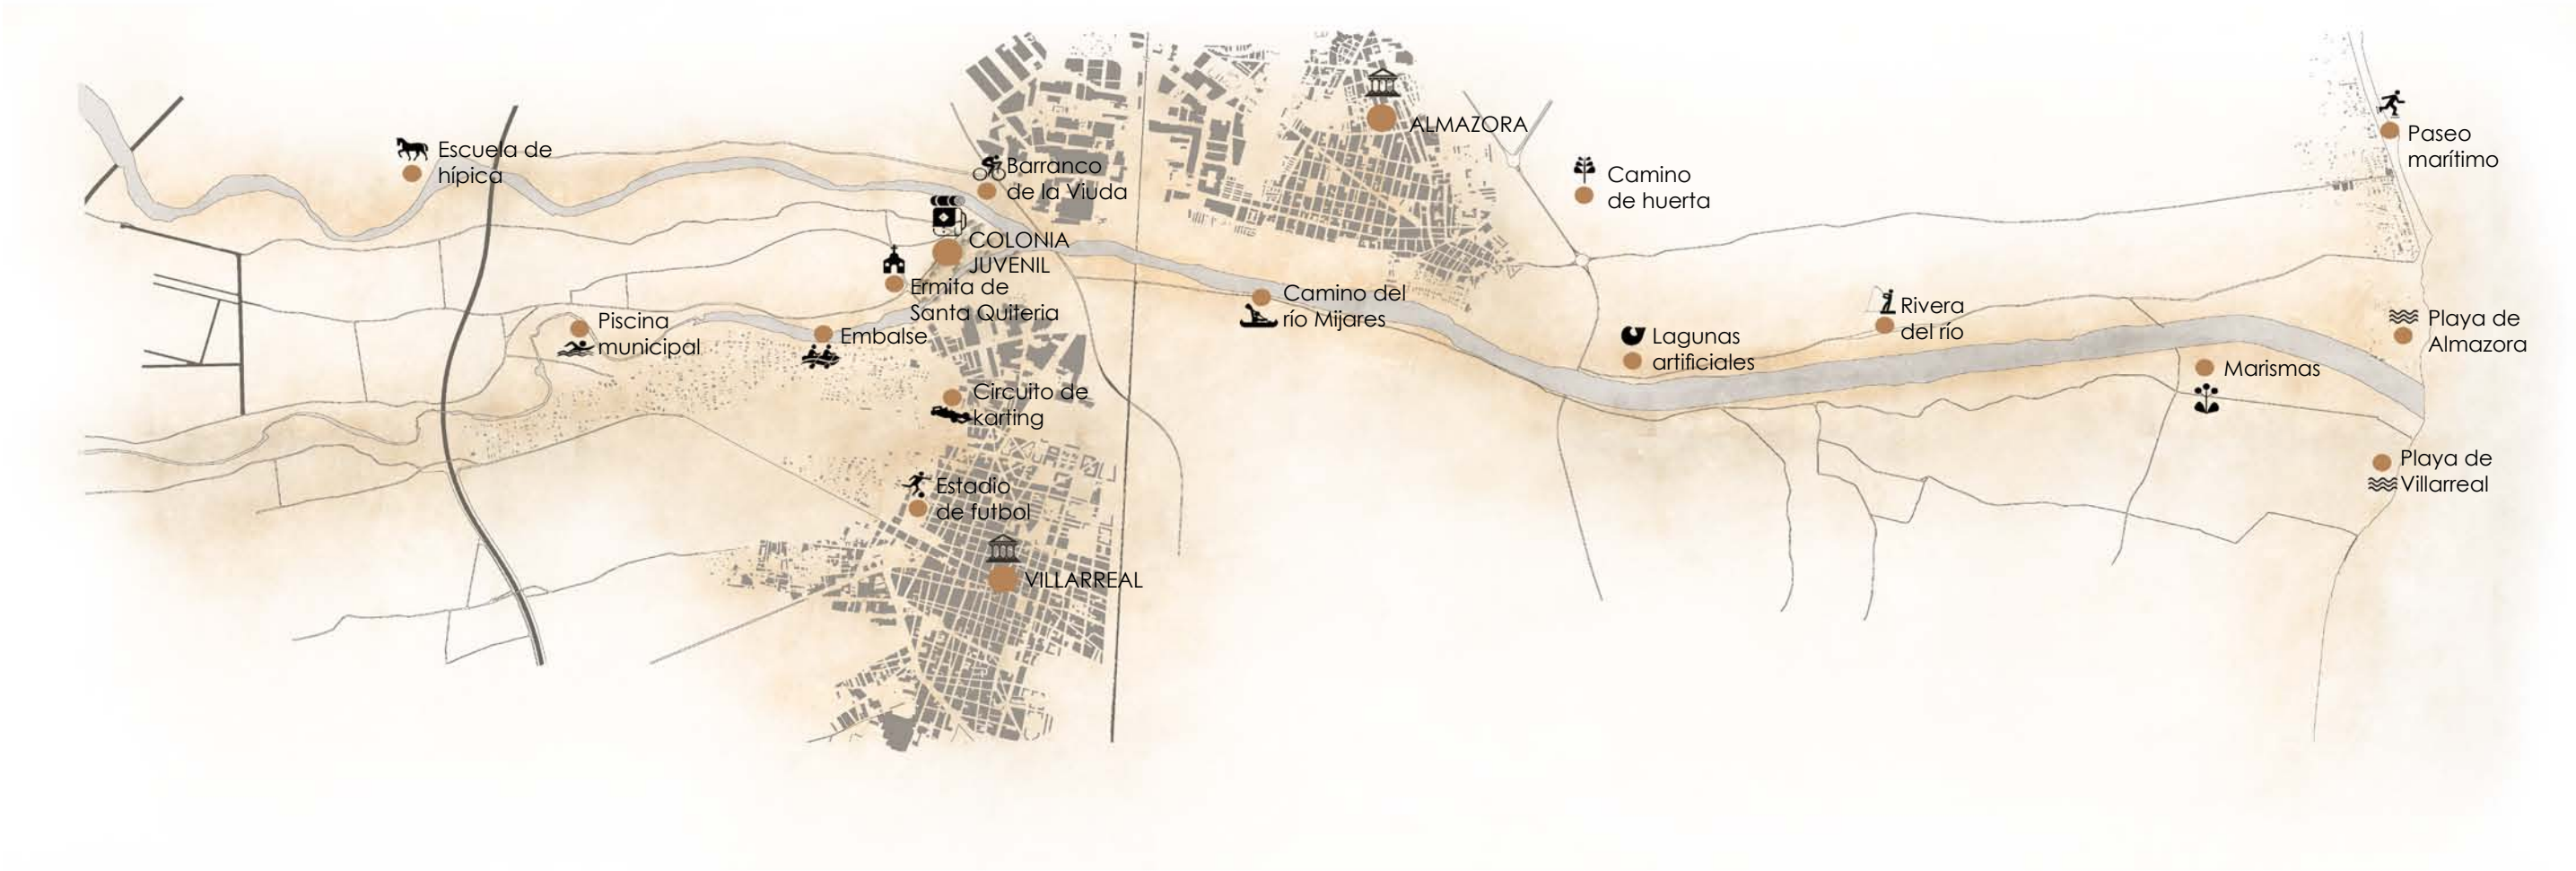 Escuela de
hípica
Barranco
de la Viuda
COLONIA
JUVENIL
Ermita de
Santa Quiteria
Piscina
municipal
Embalse
Circuito de
karting
Estadio
de futbol
VILLARREAL
ALMAZORA
Camino del
río Mijares
Camino
de huerta
Lagunas
artificiales
Rivera
del río
Paseo
marítimo
Playa de
Almazora
Marismas
Playa de
Villarreal